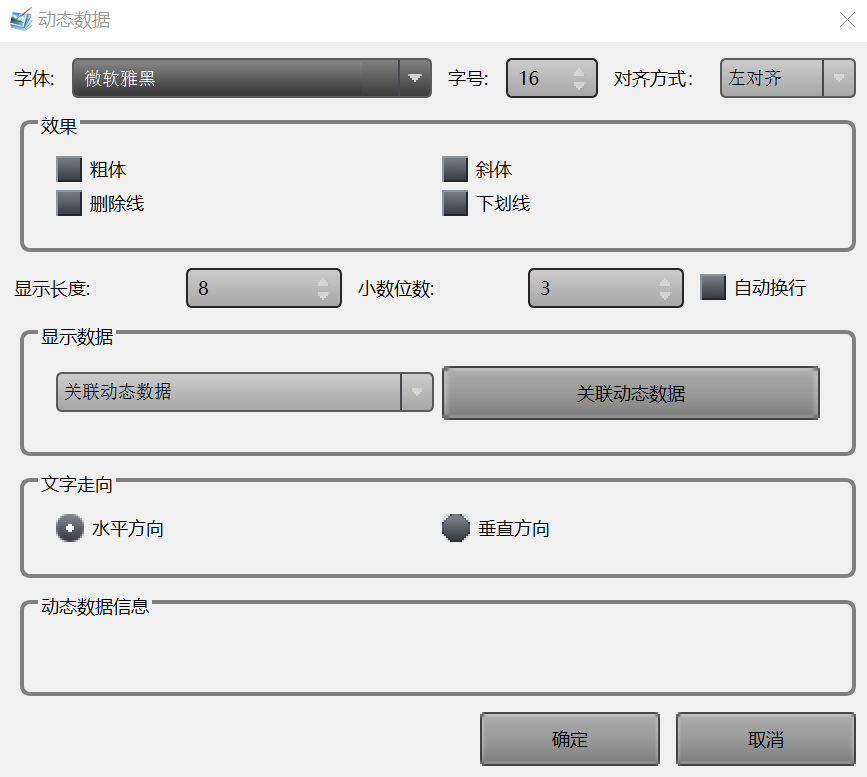 动态数据
字体: 微软雅黑 字号: 16 对齐方式: 左对齐
效果
粗体 斜体
删除线 下划线
显示长度: 8 小数位数: 3 自动换行
显示数据
关联动态数据 关联动态数据
文字走向
水平方向 垂直方向
动态数据信息
确定 取消